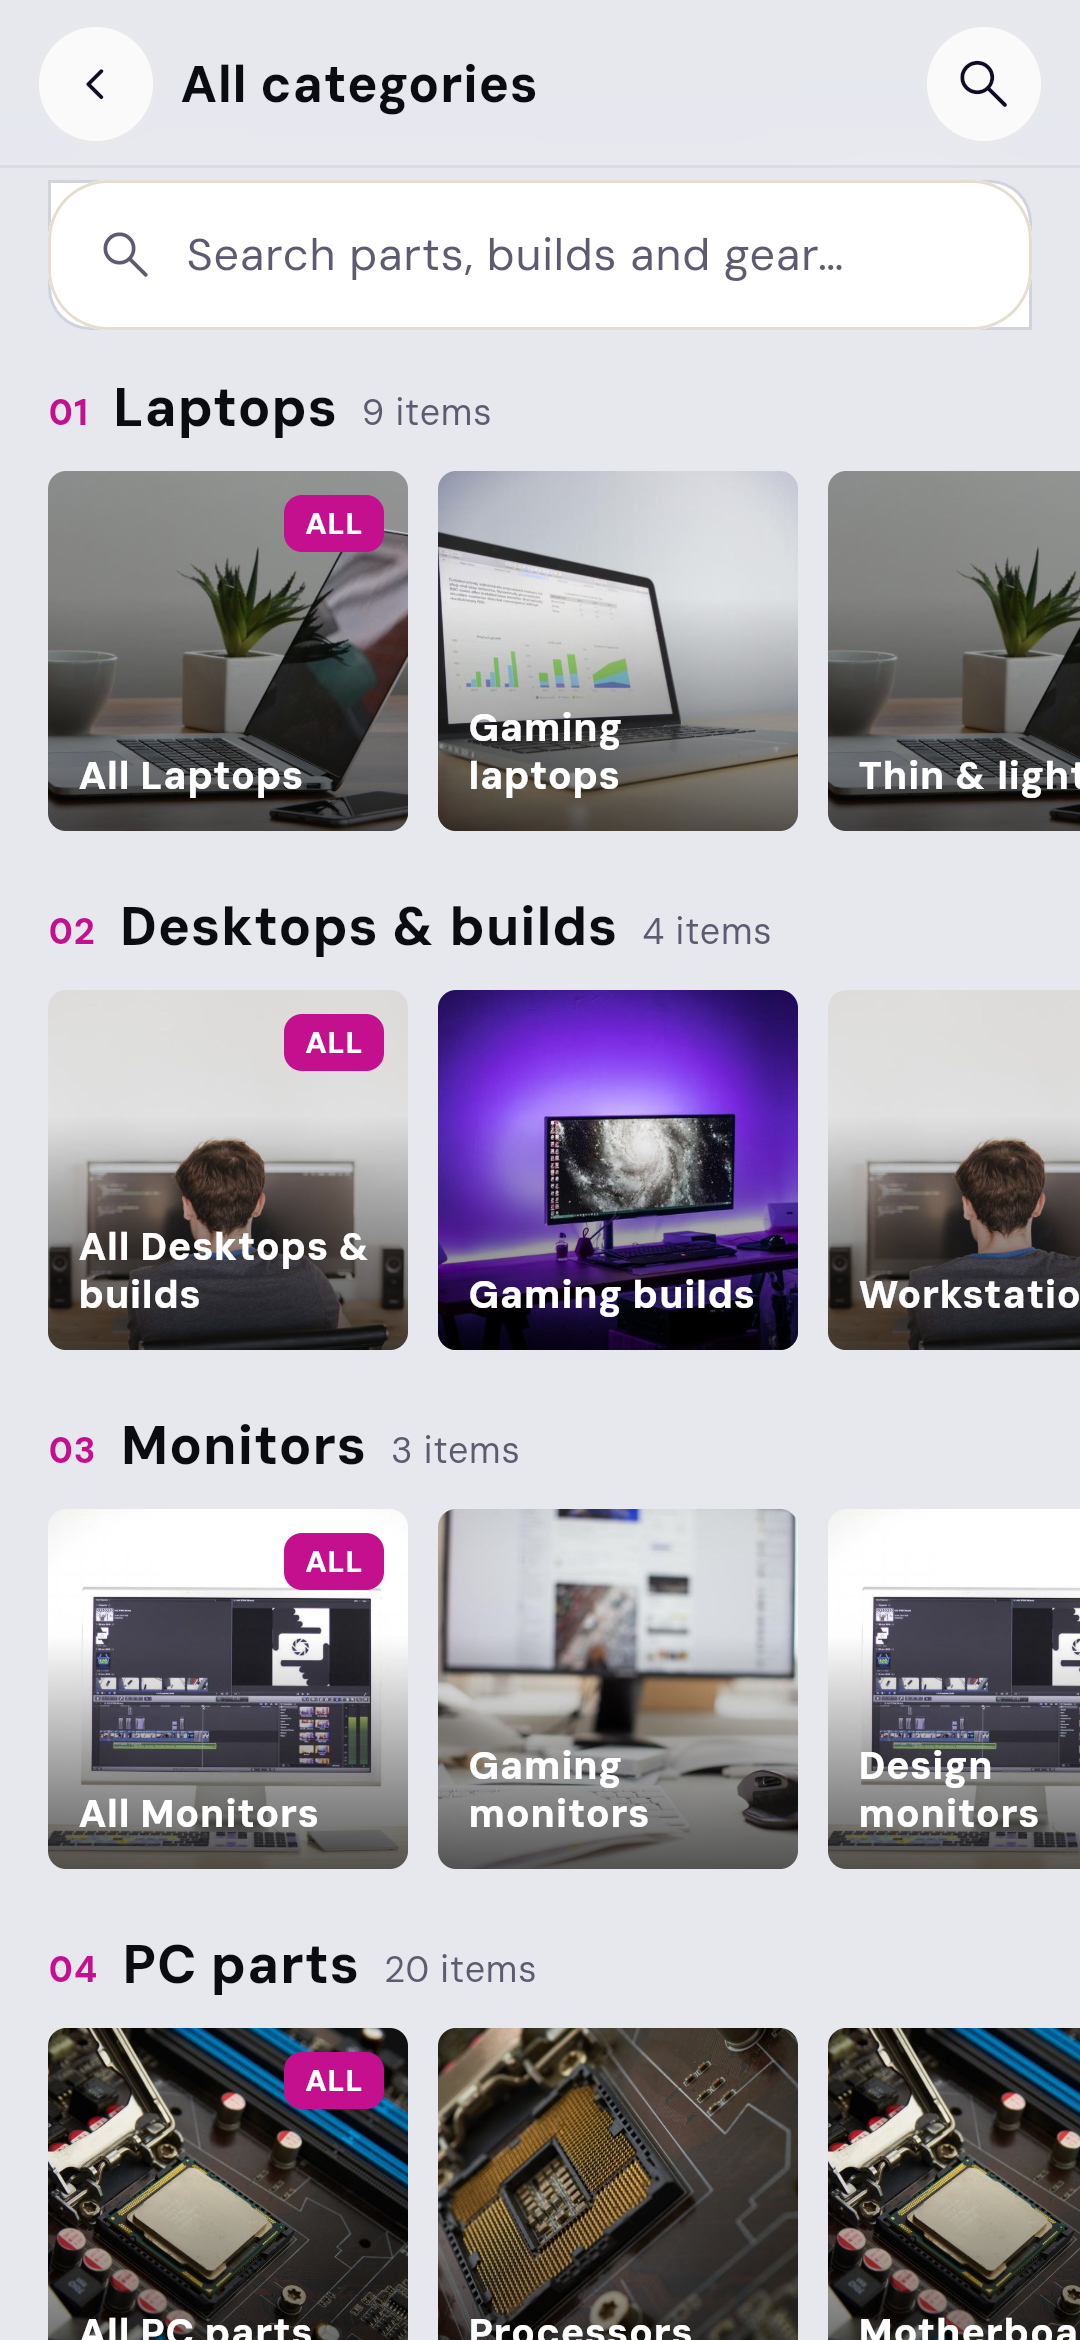 All categories
Search parts, builds and gear...
01 Laptops 9 items
ALL
All Laptops
Gaming
laptops
Thin & light
02 Desktops & builds 4 items
ALL
All Desktops &
builds
Gaming builds
Workstatio
03 Monitors 3 items
ALL
All Monitors
Gaming
monitors
Design
monitors
04 PC parts 20 items
ALL
All PC parts
Processors
Motherboa